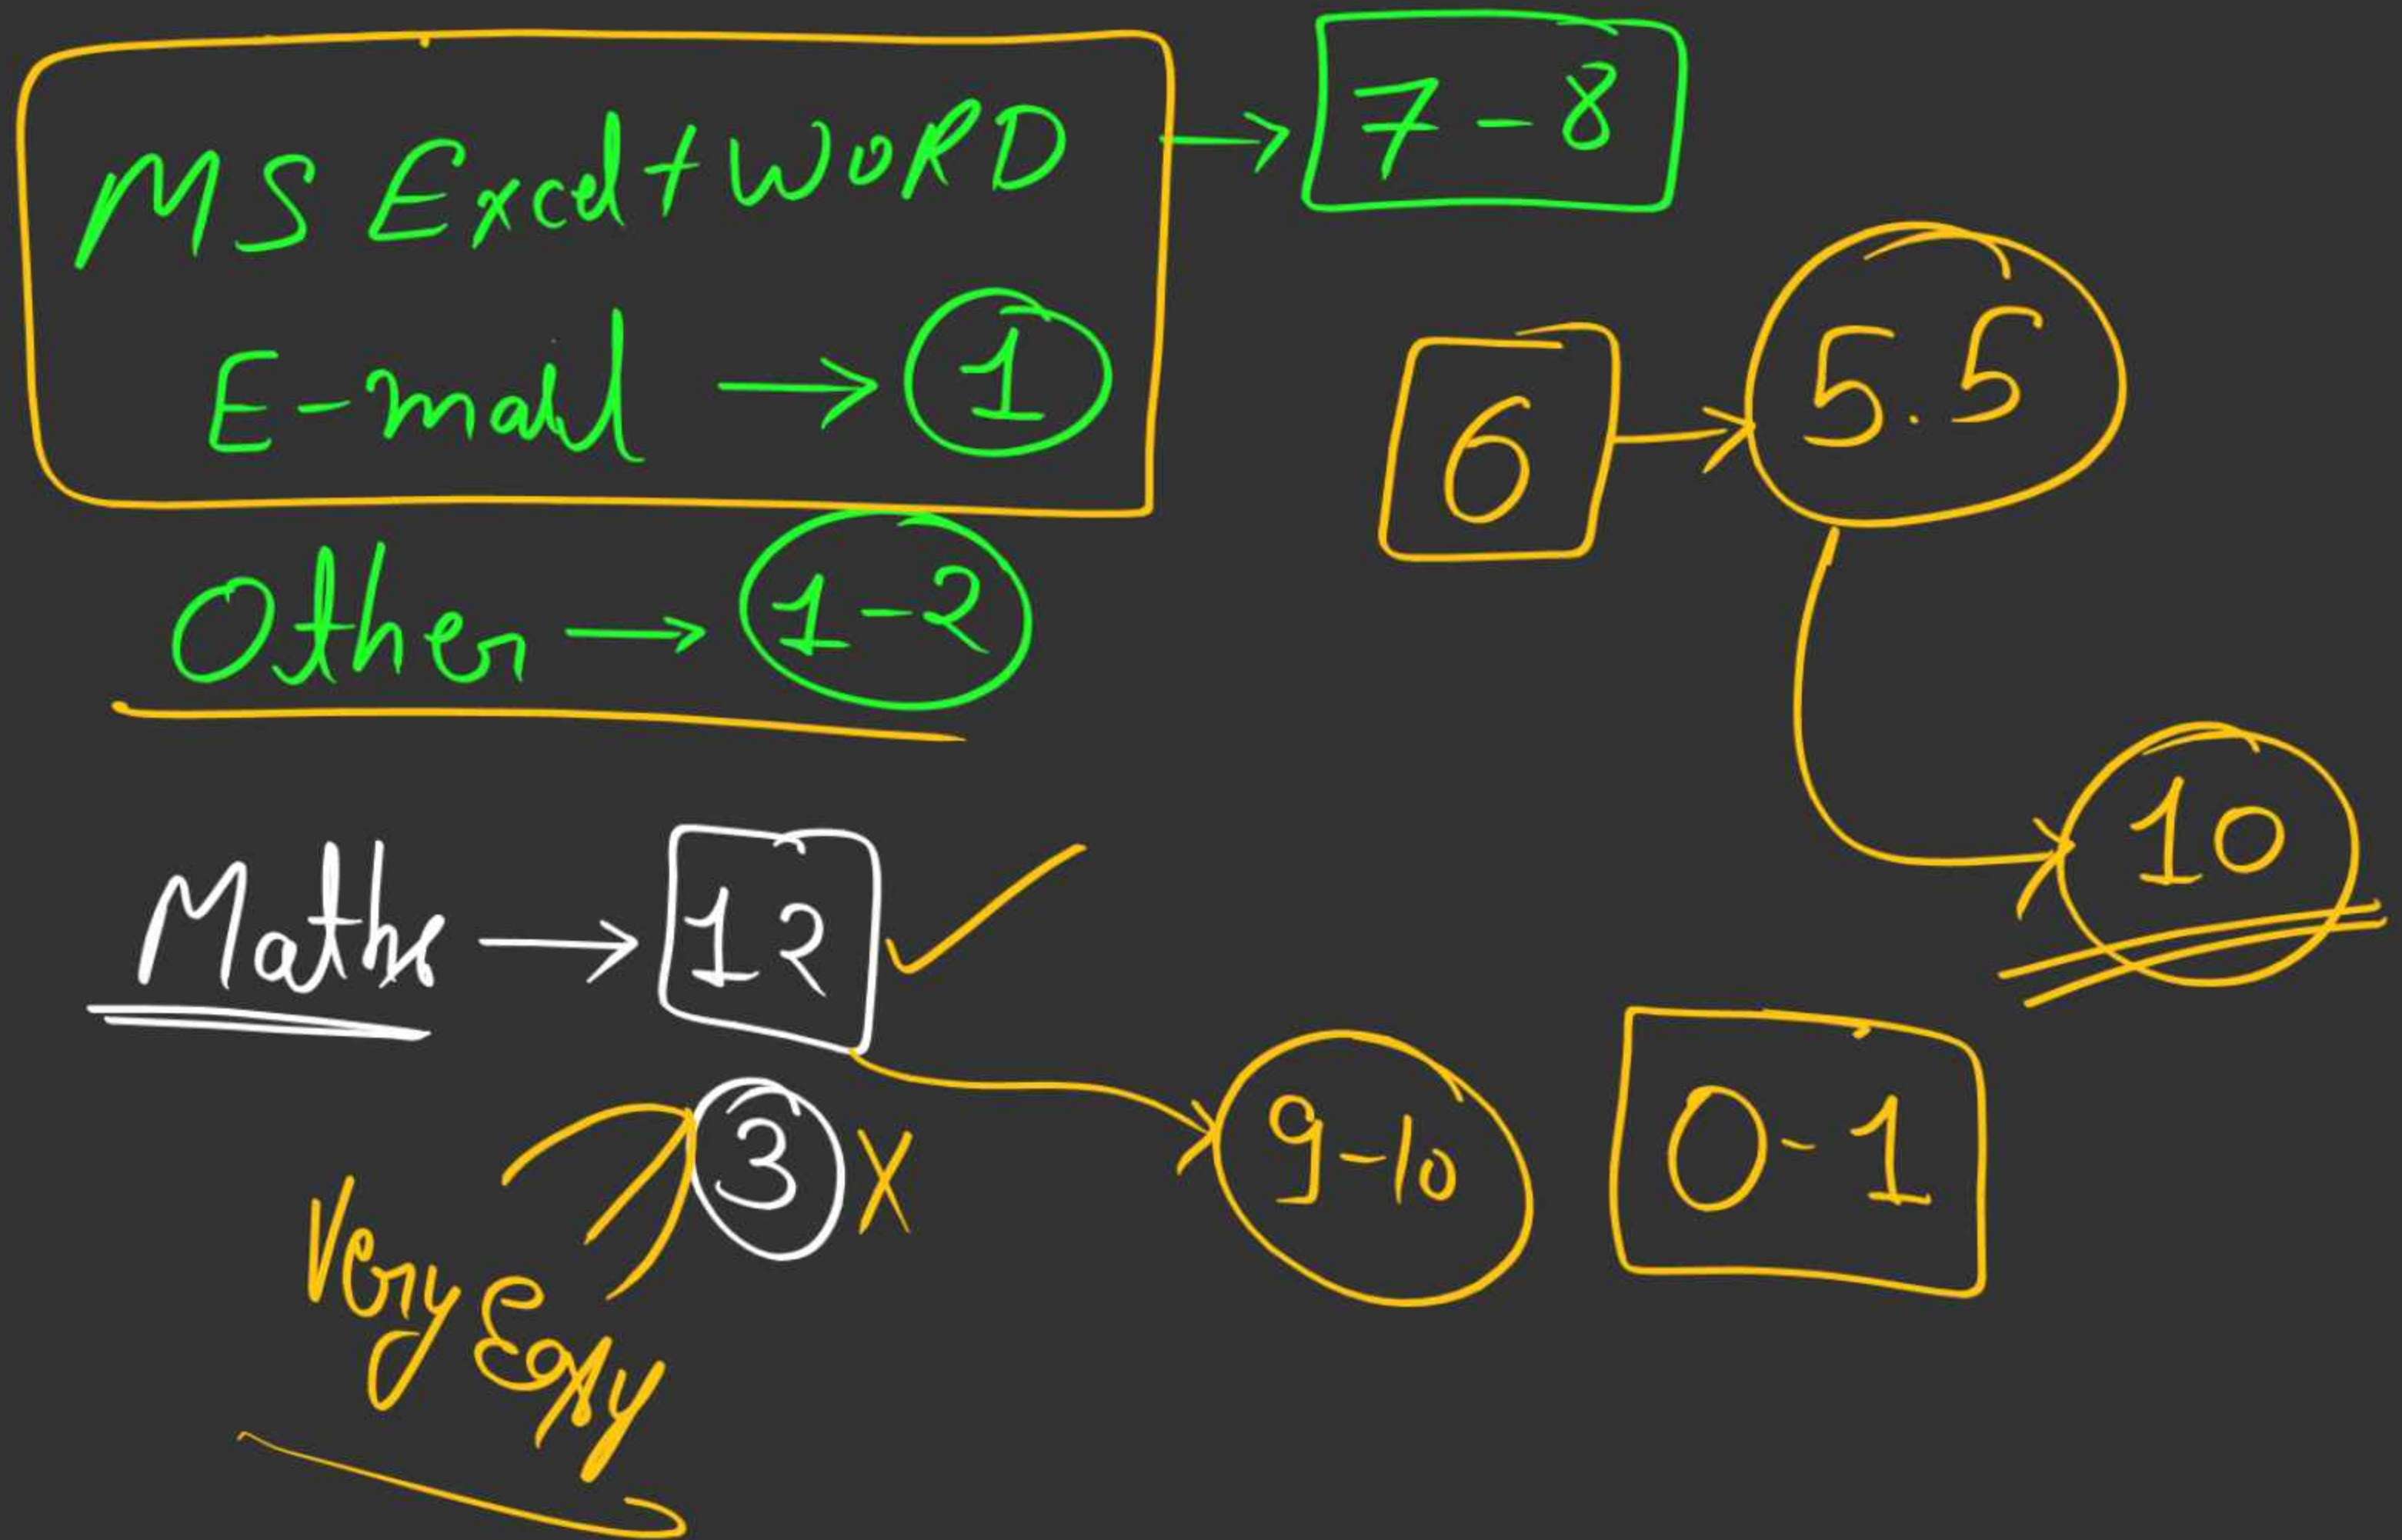 MS Excel + WORD → 7 - 8
E-mail → 1
6 → 5.5
Other → 1-2
10
Maths → 12 ✓
3 X
9-10
0-1
Very Easy